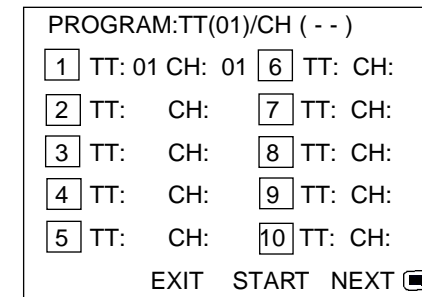 PROGRAM:TT(01)/CH ( - - )
1 TT: 01 CH: 01 6 TT: CH:
2 TT: CH: 7 TT: CH:
3 TT: CH: 8 TT: CH:
4 TT: CH: 9 TT: CH:
5 TT: CH: 10 TT: CH:
EXIT START NEXT